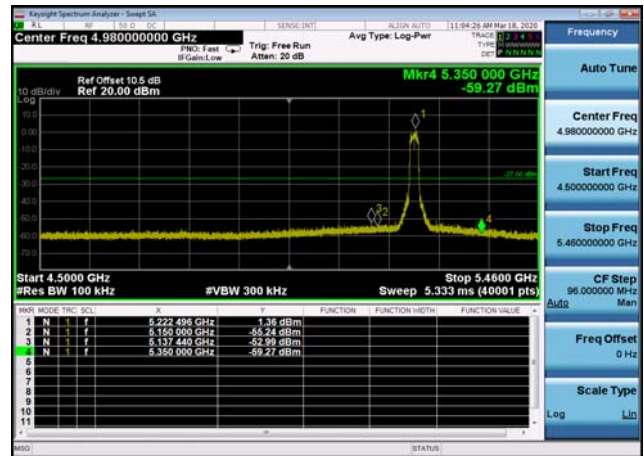 Keysight Spectrum Analyzer - Swept SA
RL RF 50 Ω DC SENSE:INT ALIGN AUTO 11:04:26 AM Mar 18, 2020
Center Freq 4.980000000 GHz
PNO: Fast
IFGain:Low
Trig: Free Run
Atten: 20 dB
Avg Type: Log-Pwr
TRACE 1 2 3 4 5 6
TYPE
DET P N N N N N
Ref Offset 10.5 dB
Ref 20.00 dBm
10 dB/div
Log
Mkr4 5.350 000 GHz
-59.27 dBm
10.0
0.00
-10.0
-20.0
-30.0
-40.0
-50.0
-60.0
-70.0
-27.00 dBm
1
3
2
4
Start 4.5000 GHz
#Res BW 100 kHz
#VBW 300 kHz
Stop 5.4600 GHz
Sweep 5.333 ms (40001 pts)
MKR MODE TRC SCL X Y FUNCTION FUNCTION WIDTH FUNCTION VALUE
1 N 1 f 5.222 496 GHz 1.36 dBm
2 N 1 f 5.150 000 GHz -55.24 dBm
3 N 1 f 5.137 440 GHz -52.99 dBm
4 N 1 f 5.350 000 GHz -59.27 dBm
5
6
7
8
9
10
11
MSG
STATUS
Frequency
Auto Tune
Center Freq
4.980000000 GHz
Start Freq
4.500000000 GHz
Stop Freq
5.460000000 GHz
CF Step
96.000000 MHz
Auto Man
Freq Offset
0 Hz
Scale Type
Log Lin